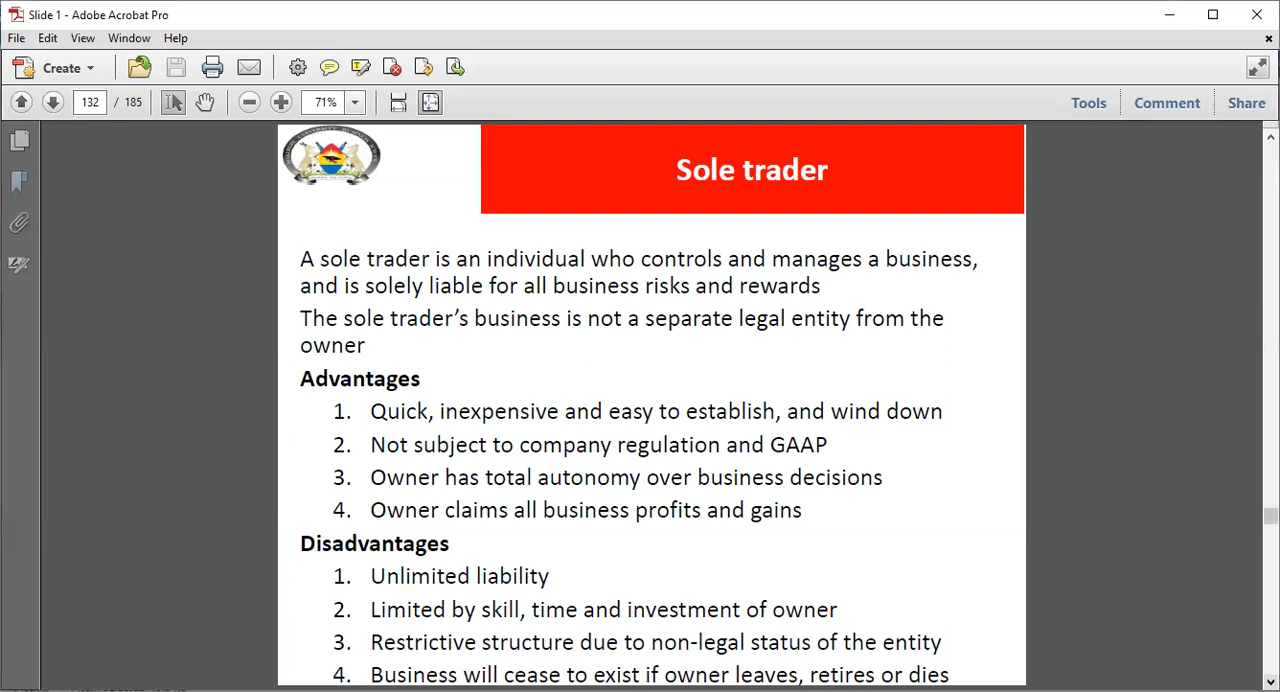 Slide 1 - Adobe Acrobat Pro
File Edit View Window Help
Create
132 / 185 71% Tools Comment Share
Sole trader
A sole trader is an individual who controls and manages a business,
and is solely liable for all business risks and rewards
The sole trader’s business is not a separate legal entity from the
owner
Advantages
1. Quick, inexpensive and easy to establish, and wind down
2. Not subject to company regulation and GAAP
3. Owner has total autonomy over business decisions
4. Owner claims all business profits and gains
Disadvantages
1. Unlimited liability
2. Limited by skill, time and investment of owner
3. Restrictive structure due to non-legal status of the entity
4. Business will cease to exist if owner leaves, retires or dies